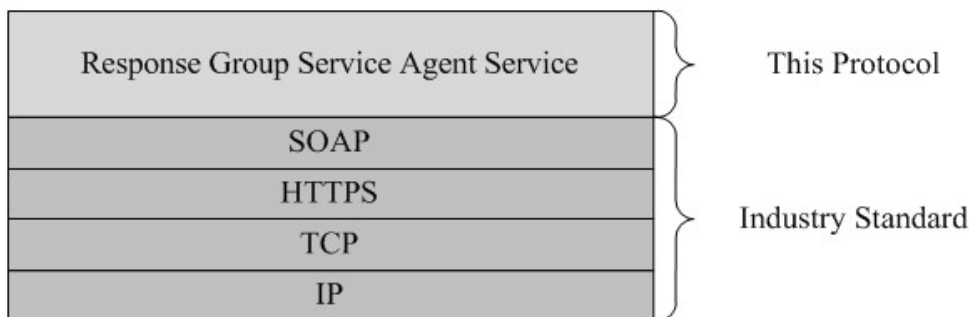 Response Group Service Agent Service
This Protocol
SOAP
HTTPS
TCP
IP
Industry Standard